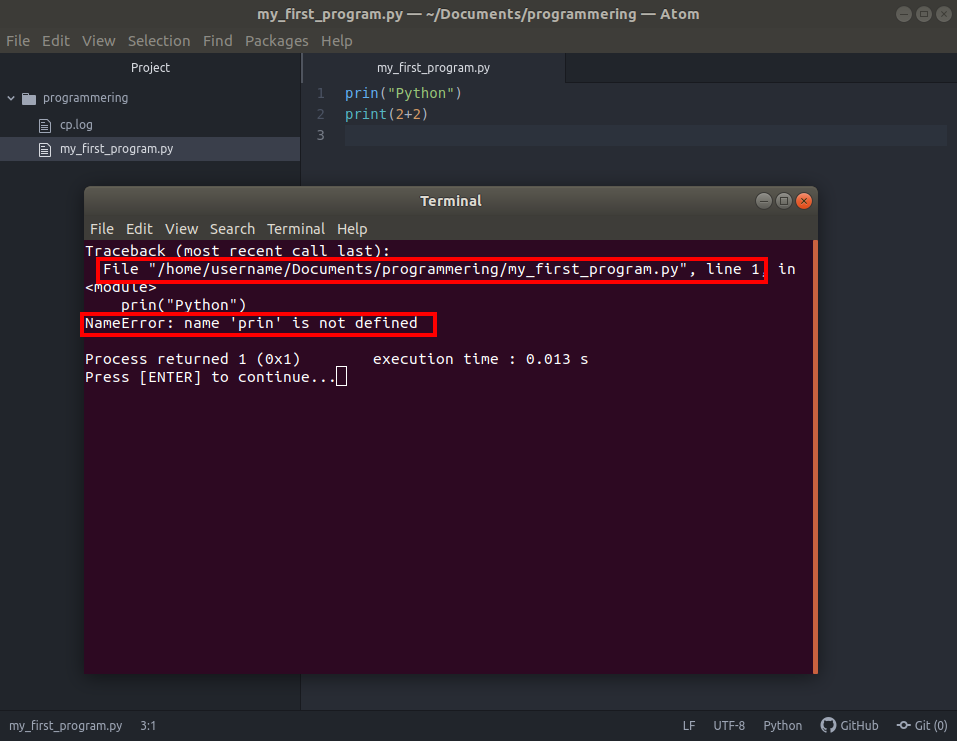 my_first_program.py — ~/Documents/programmering — Atom
File Edit View Selection Find Packages Help
Project
my_first_program.py
programmering
cp.log
my_first_program.py
1 prin("Python")
2 print(2+2)
3
Terminal
File Edit View Search Terminal Help
Traceback (most recent call last):
File "/home/username/Documents/programmering/my_first_program.py", line 1, in
<module>
prin("Python")
NameError: name 'prin' is not defined
Process returned 1 (0x1) execution time : 0.013 s
Press [ENTER] to continue...
my_first_program.py 3:1 LF UTF-8 Python GitHub Git (0)